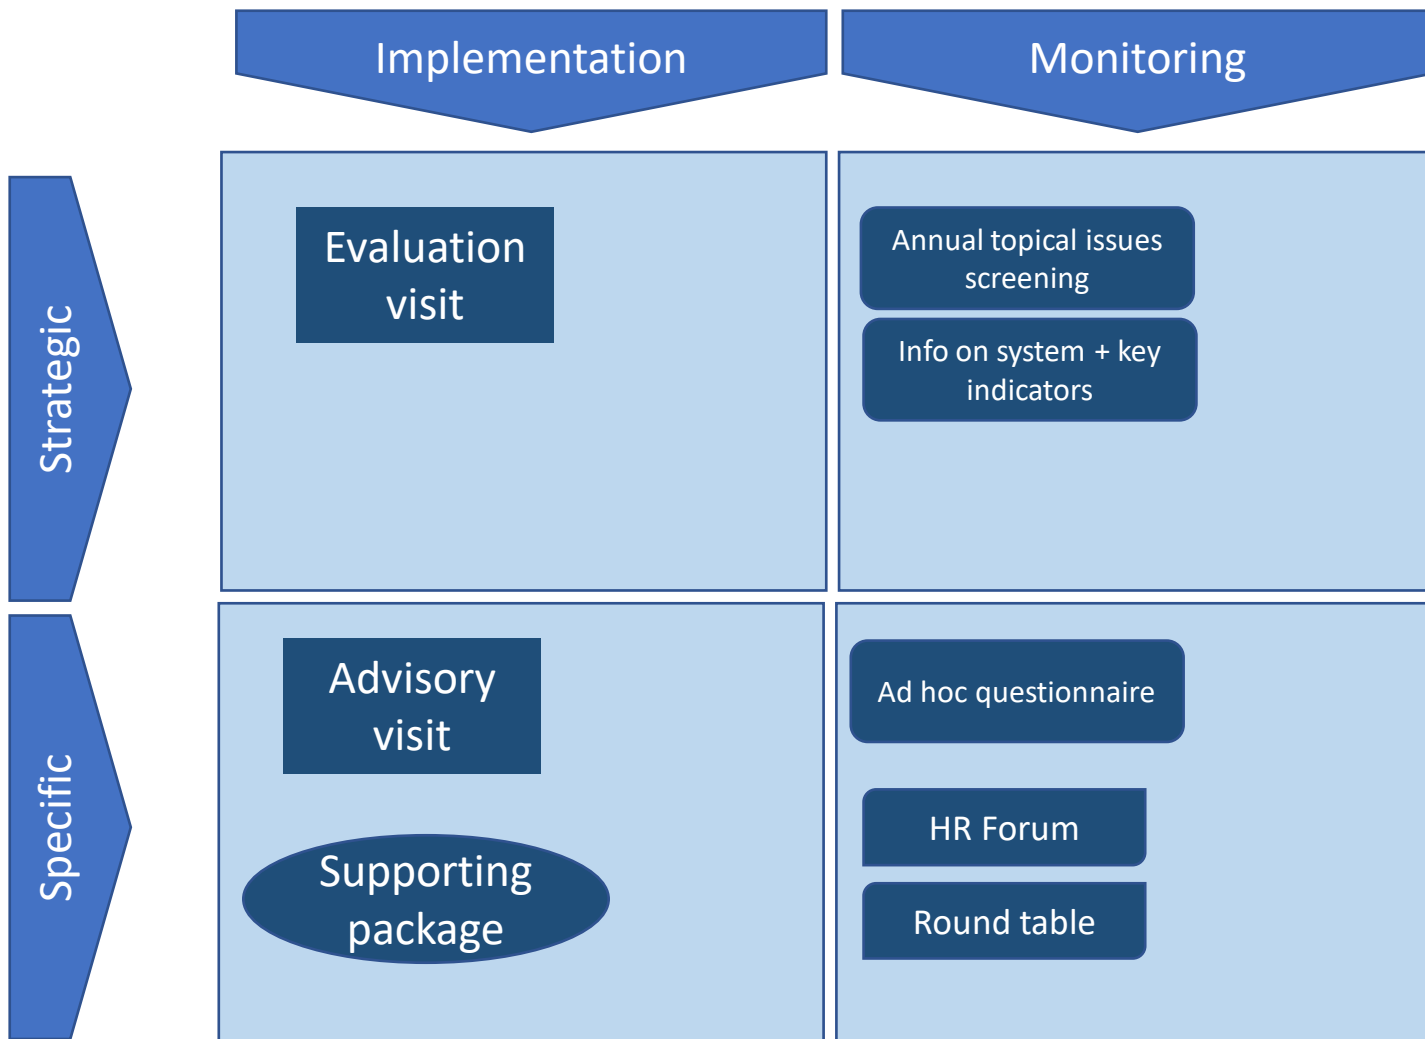 Implementation
Monitoring
Strategic
Evaluation
visit
Annual topical issues
screening
Info on system + key
indicators
Specific
Advisory
visit
Supporting
package
Ad hoc questionnaire
HR Forum
Round table